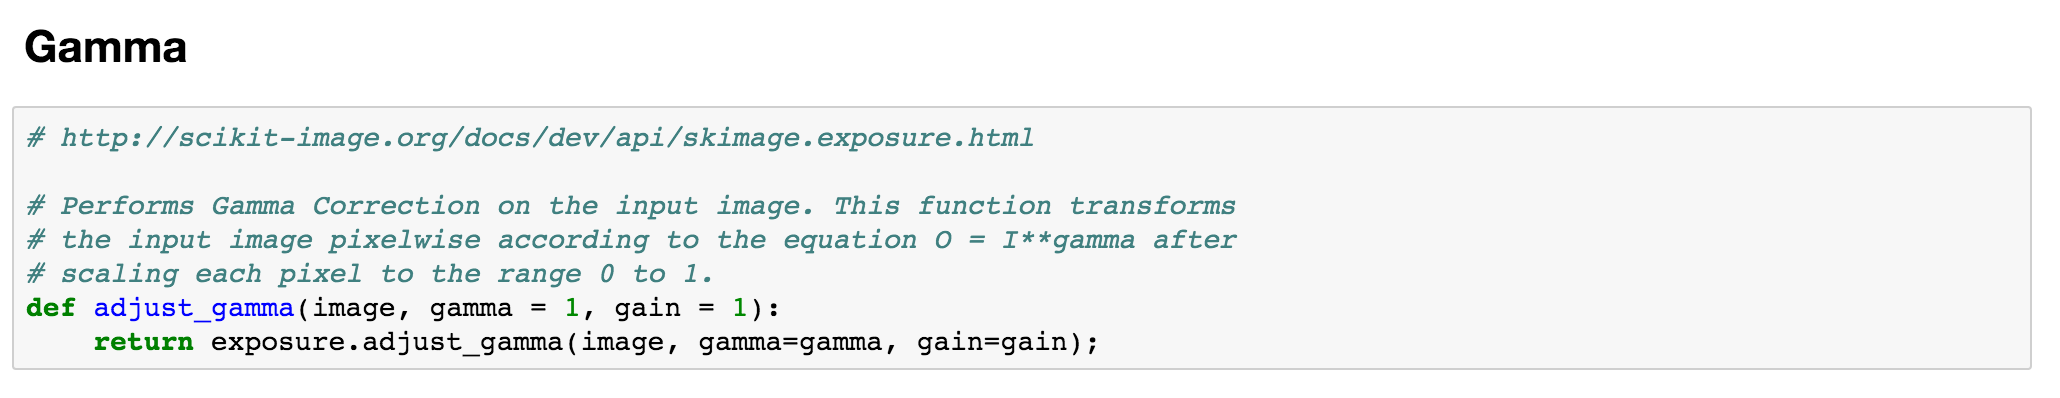 Gamma
# http://scikit-image.org/docs/dev/api/skimage.exposure.html
# Performs Gamma Correction on the input image. This function transforms
# the input image pixelwise according to the equation O = I**gamma after
# scaling each pixel to the range 0 to 1.
def adjust_gamma(image, gamma = 1, gain = 1):
    return exposure.adjust_gamma(image, gamma=gamma, gain=gain);